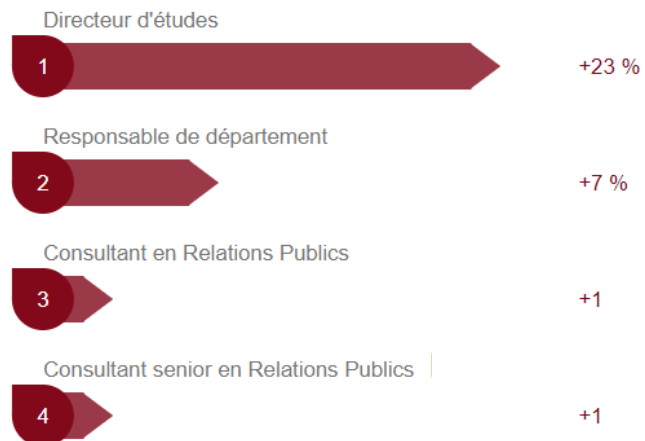 Directeur d'études
1 +23 %
Responsable de département
2 +7 %
Consultant en Relations Publics
3 +1
Consultant senior en Relations Publics
4 +1